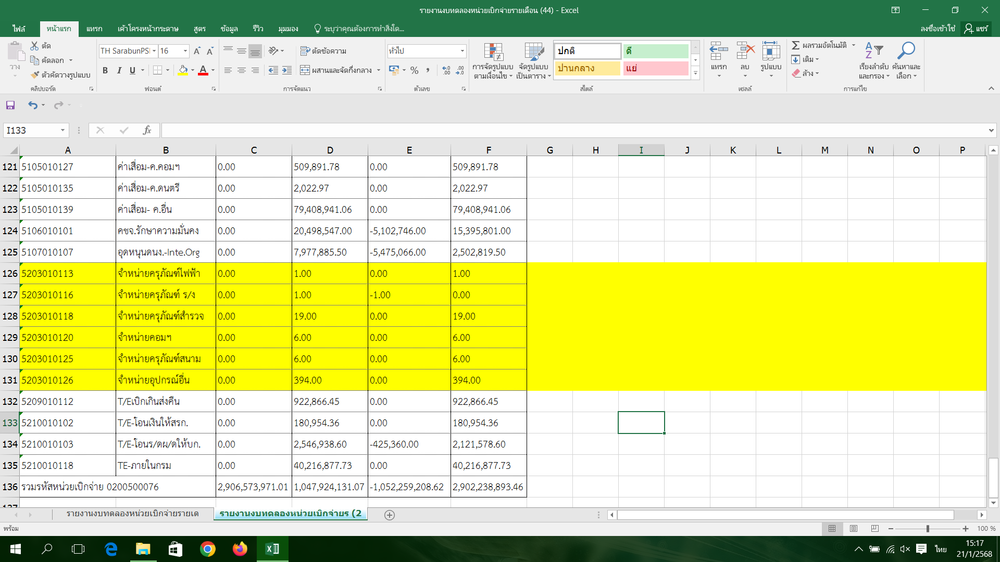 รายงานงบทดลองหน่วยเบิกจ่ายรายเดือน (44) - Excel
ไฟล์ หน้าแรก แทรก เค้าโครงหน้ากระดาษ สูตร ข้อมูล รีวิว มุมมอง ระบุว่าคุณต้องการทำสิ่งใด... ลงชื่อเข้าใช้ แชร์
วาง ตัด คัดลอก ตัวคัดวางรูปแบบ คลิปบอร์ด
TH SarabunPSK 16 A A B I U A ฟอนต์
ตัดข้อความ ผสานและจัดกึ่งกลาง การจัดแนว
ทั่วไป % , ตัวเลข
การจัดรูปแบบตามเงื่อนไข จัดรูปแบบเป็นตาราง ปกติ ดี ปานกลาง แย่ สไตล์
แทรก ลบ รูปแบบ เซลล์
ผลรวมอัตโนมัติ เติม ล้าง เรียงลำดับและกรอง ค้นหาและเลือก การแก้ไข
I133 fx
A B C D E F G H I J K L M N O P
121 5105010127 ค่าเสื่อม-ค.คอมฯ 0.00 509,891.78 0.00 509,891.78
122 5105010135 ค่าเสื่อม-ค.ดนตรี 0.00 2,022.97 0.00 2,022.97
123 5105010139 ค่าเสื่อม- ค.อื่น 0.00 79,408,941.06 0.00 79,408,941.06
124 5106010101 คชจ.รักษาความมั่นคง 0.00 20,498,547.00 -5,102,746.00 15,395,801.00
125 5107010107 อุดหนุนดนง.-Inte.Org 0.00 7,977,885.50 -5,475,066.00 2,502,819.50
126 5203010113 จำหน่ายครุภัณฑ์ไฟฟ้า 0.00 1.00 0.00 1.00
127 5203010116 จำหน่ายครุภัณฑ์ ร/ง 0.00 1.00 -1.00 0.00
128 5203010118 จำหน่ายครุภัณฑ์สำรวจ 0.00 19.00 0.00 19.00
129 5203010120 จำหน่ายคอมฯ 0.00 6.00 0.00 6.00
130 5203010125 จำหน่ายครุภัณฑ์สนาม 0.00 6.00 0.00 6.00
131 5203010126 จำหน่ายอุปกรณ์อื่น 0.00 394.00 0.00 394.00
132 5209010112 T/Eเบิกเกินส่งคืน 0.00 922,866.45 0.00 922,866.45
133 5210010102 T/E-โอนเงินให้สรก. 0.00 180,954.36 0.00 180,954.36
134 5210010103 T/E-โอนร/ดผ/ดให้บก. 0.00 2,546,938.60 -425,360.00 2,121,578.60
135 5210010118 TE-ภายในกรม 0.00 40,216,877.73 0.00 40,216,877.73
136 รวมรหัสหน่วยเบิกจ่าย 0200500076 2,906,573,971.01 1,047,924,131.07 -1,052,259,208.62 2,902,238,893.46
137
รายงานงบทดลองหน่วยเบิกจ่ายรายเด รายงานงบทดลองหน่วยเบิกจ่ายร (2
พร้อม 100 %
ไทย 15:17
21/1/2568